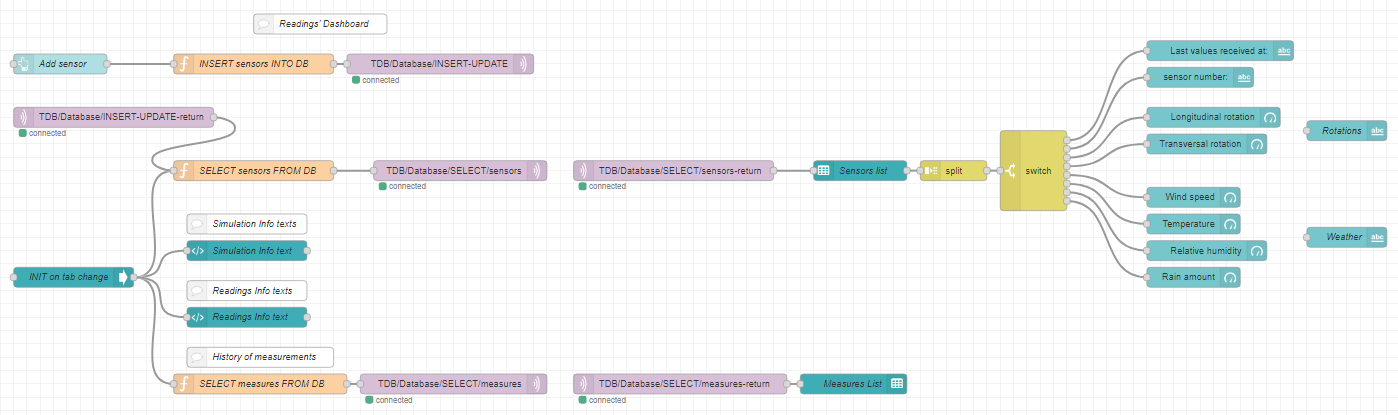 Readings' Dashboard
Add sensor
INSERT sensors INTO DB
TDB/Database/INSERT-UPDATE
connected
Last values received at:
abc
sensor number:
abc
TDB/Database/INSERT-UPDATE-return
connected
Longitudinal rotation
Rotations
abc
Transversal rotation
SELECT sensors FROM DB
TDB/Database/SELECT/sensors
connected
TDB/Database/SELECT/sensors-return
connected
Sensors list
split
switch
Wind speed
Simulation Info texts
Temperature
Weather
abc
Simulation Info text
Relative humidity
INIT on tab change
Rain amount
Readings Info texts
Readings Info text
History of measurements
SELECT measures FROM DB
TDB/Database/SELECT/measures
connected
TDB/Database/SELECT/measures-return
connected
Measures List